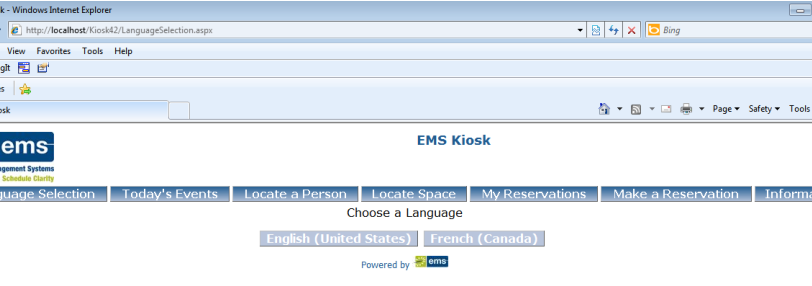 k - Windows Internet Explorer
http://localhost/Kiosk42/LanguageSelection.aspx
Bing
View Favorites Tools Help
git
s
osk
Page Safety Tools
ems
EMS Kiosk
agement Systems
Schedule Clarity
guage Selection Today's Events Locate a Person Locate Space My Reservations Make a Reservation Informa
Choose a Language
English (United States) French (Canada)
Powered by ems